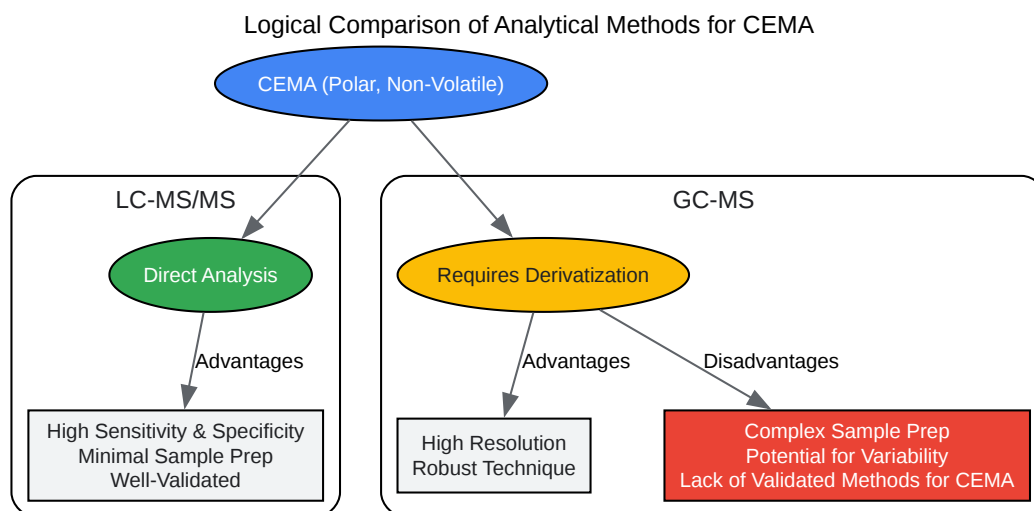 Logical Comparison of Analytical Methods for CEMA
CEMA (Polar, Non-Volatile)
LC-MS/MS
GC-MS
Direct Analysis
Requires Derivatization
Advantages
Advantages
Disadvantages
High Sensitivity & Specificity
Minimal Sample Prep
Well-Validated
High Resolution
Robust Technique
Complex Sample Prep
Potential for Variability
Lack of Validated Methods for CEMA